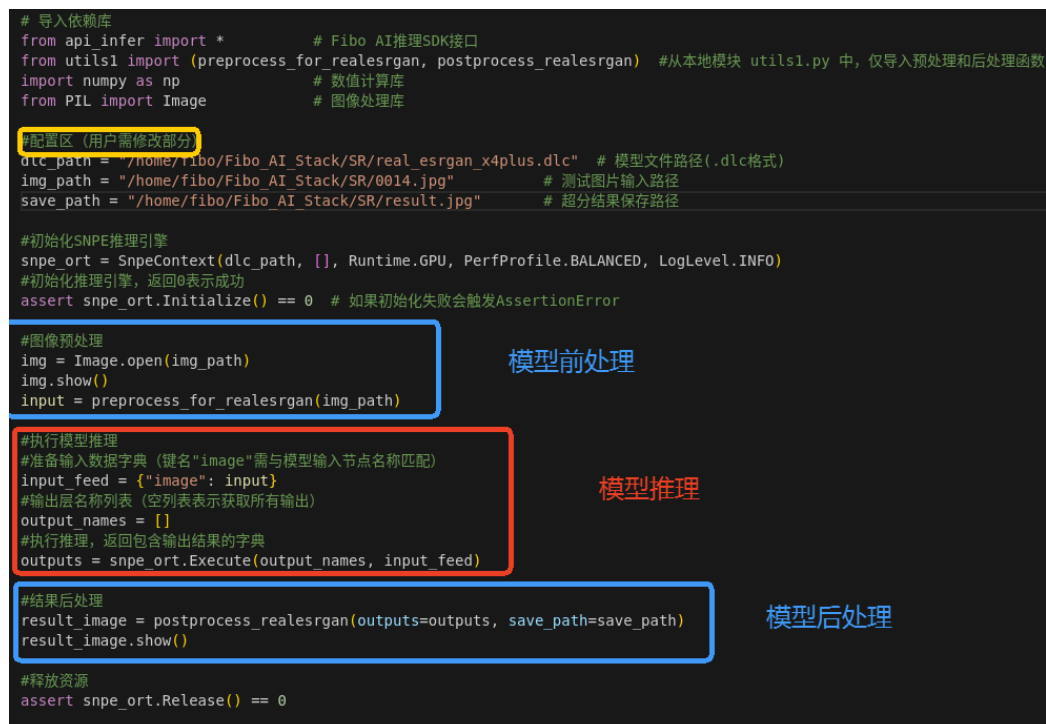 # 导入依赖库
from api_infer import *          # Fibo AI推理SDK接口
from utils1 import (preprocess_for_realesrgan, postprocess_realesrgan)  #从本地模块 utils1.py 中，仅导入预处理和后处理函数
import numpy as np               # 数值计算库
from PIL import Image            # 图像处理库
#配置区（用户需修改部分）
dlc_path = "/home/fibo/Fibo_AI_Stack/SR/real_esrgan_x4plus.dlc"  # 模型文件路径(.dlc格式)
img_path = "/home/fibo/Fibo_AI_Stack/SR/0014.jpg"          # 测试图片输入路径
save_path = "/home/fibo/Fibo_AI_Stack/SR/result.jpg"       # 超分结果保存路径
#初始化SNPE推理引擎
snpe_ort = SnpeContext(dlc_path, [], Runtime.GPU, PerfProfile.BALANCED, LogLevel.INFO)
#初始化推理引擎，返回0表示成功
assert snpe_ort.Initialize() == 0  # 如果初始化失败会触发AssertionError
#图像预处理
img = Image.open(img_path)
img.show()
input = preprocess_for_realesrgan(img_path)
模型前处理
#执行模型推理
#准备输入数据字典（键名"image"需与模型输入节点名称匹配）
input_feed = {"image": input}
#输出层名称列表（空列表表示获取所有输出）
output_names = []
#执行推理，返回包含输出结果的字典
outputs = snpe_ort.Execute(output_names, input_feed)
模型推理
#结果后处理
result_image = postprocess_realesrgan(outputs=outputs, save_path=save_path)
result_image.show()
模型后处理
#释放资源
assert snpe_ort.Release() == 0